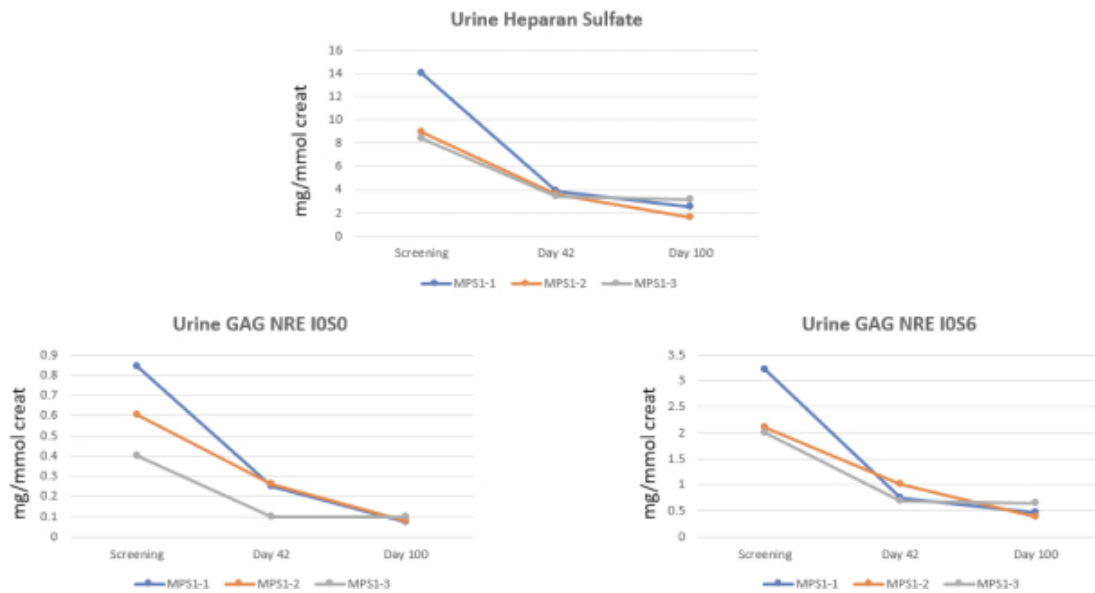 Urine Heparan Sulfate
mg/mmol creat
16
14
12
10
8
6
4
2
0
Screening Day 42 Day 100
MPS1-1 MPS1-2 MPS1-3
Urine GAG NRE I0S0
mg/mmol creat
0.9
0.8
0.7
0.6
0.5
0.4
0.3
0.2
0.1
0
Screening Day 42 Day 100
MPS1-1 MPS1-2 MPS1-3
Urine GAG NRE I0S6
mg/mmol creat
3.5
3
2.5
2
1.5
1
0.5
0
Screening Day 42 Day 100
MPS1-1 MPS1-2 MPS1-3